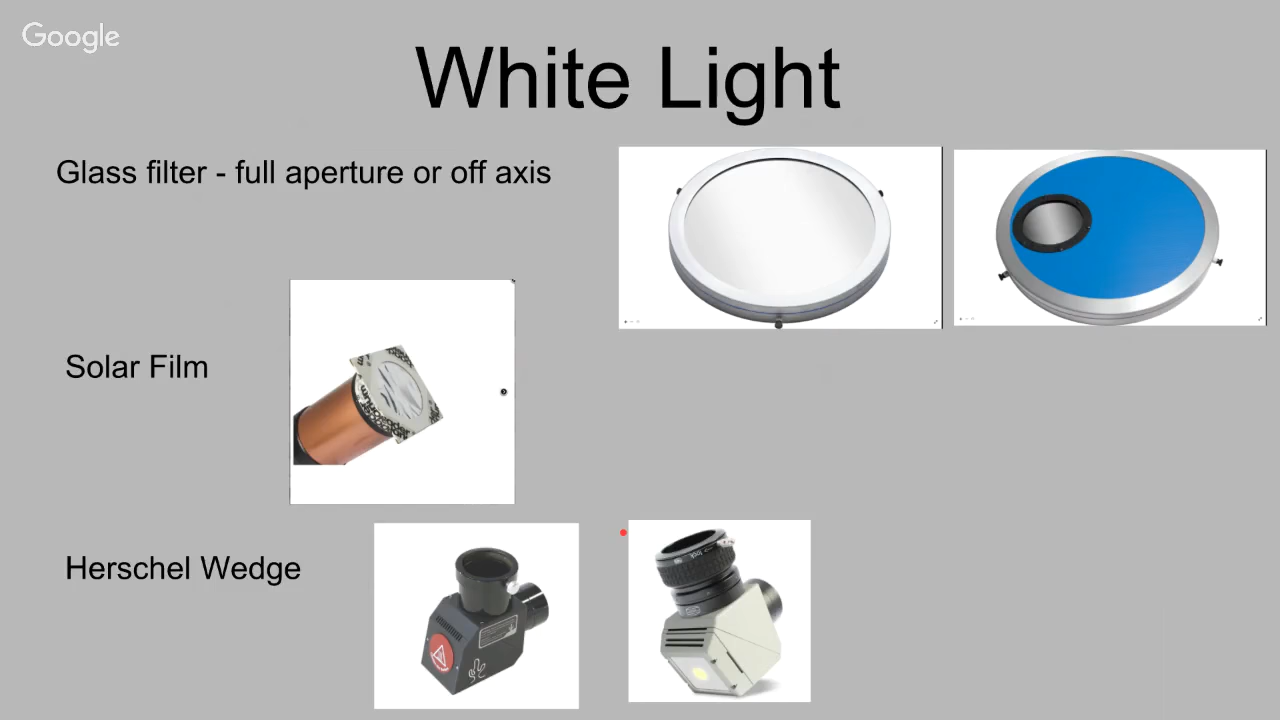 Google
White Light
Glass filter - full aperture or off axis
Solar Film
Herschel Wedge